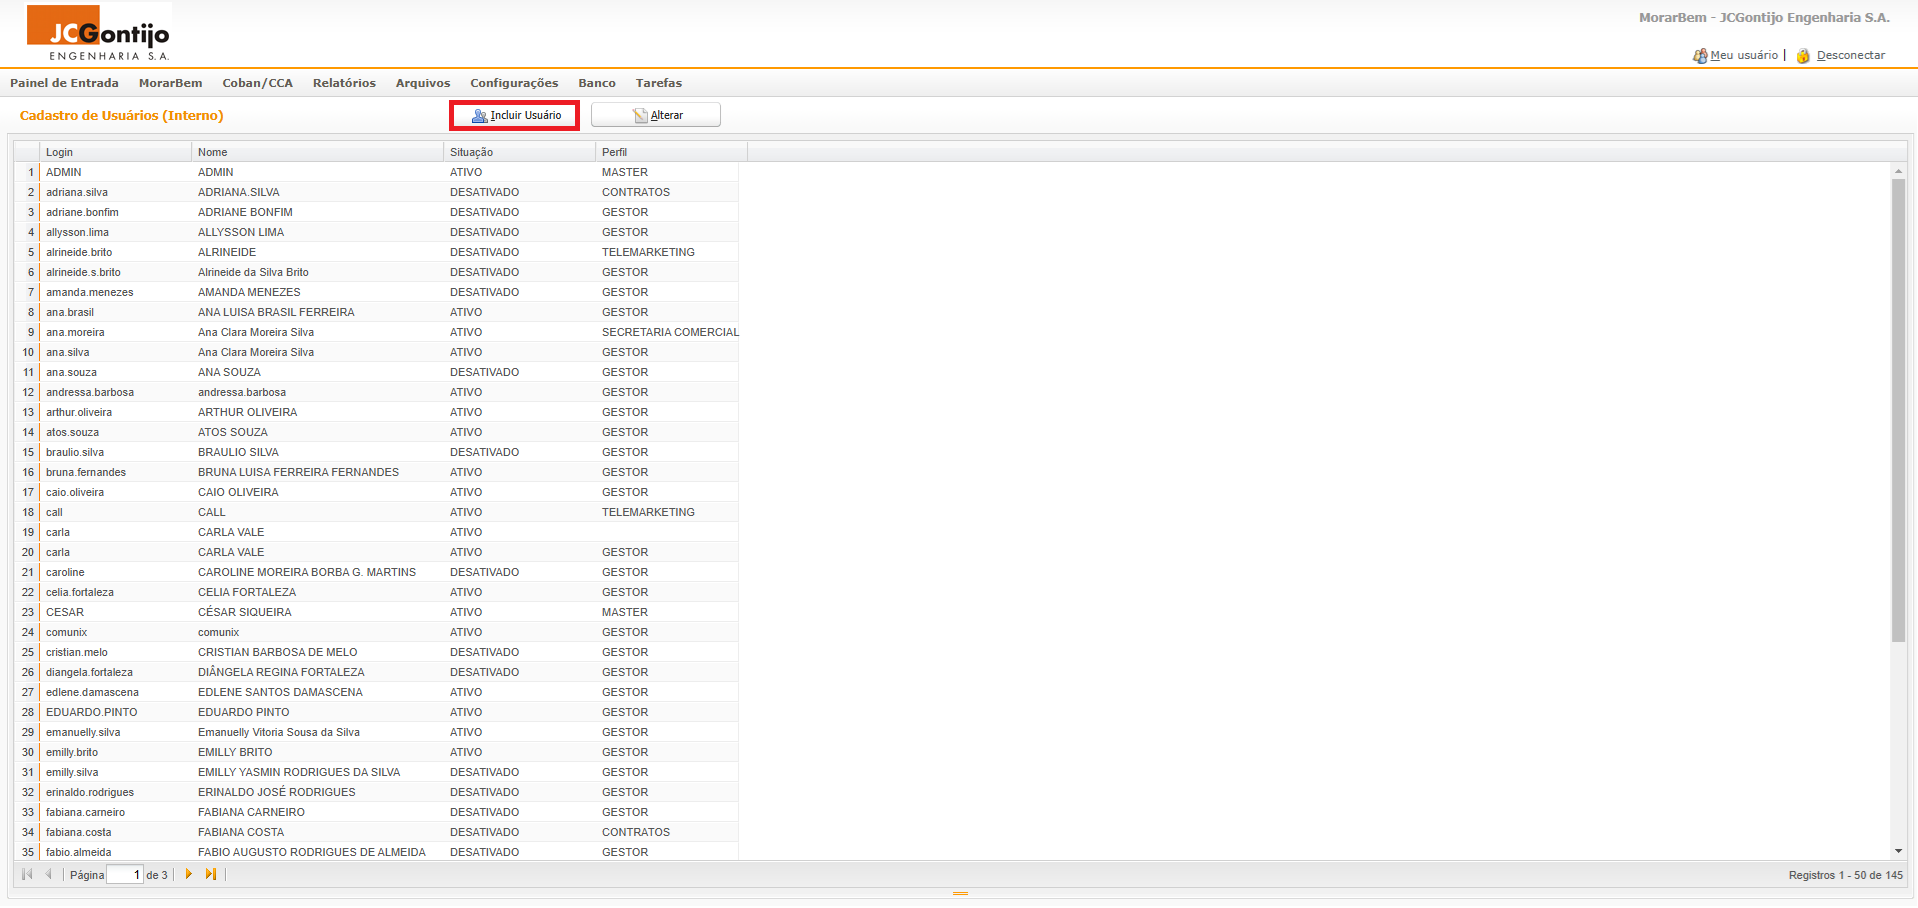 JCGontijo
ENGENHARIA S.A.
MorarBem - JCGontijo Engenharia S.A.
Meu usuário | Desconectar
Painel de Entrada MorarBem Coban/CCA Relatórios Arquivos Configurações Banco Tarefas
Cadastro de Usuários (Interno) Incluir Usuário Alterar
Login Nome Situação Perfil
1 ADMIN ADMIN ATIVO MASTER
2 adriana.silva ADRIANA.SILVA DESATIVADO CONTRATOS
3 adriane.bonfim ADRIANE BONFIM DESATIVADO GESTOR
4 allysson.lima ALLYSSON LIMA DESATIVADO GESTOR
5 alrineide.brito ALRINEIDE DESATIVADO TELEMARKETING
6 alrineide.s.brito Alrineide da Silva Brito DESATIVADO GESTOR
7 amanda.menezes AMANDA MENEZES DESATIVADO GESTOR
8 ana.brasil ANA LUISA BRASIL FERREIRA ATIVO GESTOR
9 ana.moreira Ana Clara Moreira Silva ATIVO SECRETARIA COMERCIAL
10 ana.silva Ana Clara Moreira Silva ATIVO GESTOR
11 ana.souza ANA SOUZA DESATIVADO GESTOR
12 andressa.barbosa andressa.barbosa ATIVO GESTOR
13 arthur.oliveira ARTHUR OLIVEIRA ATIVO GESTOR
14 atos.souza ATOS SOUZA ATIVO GESTOR
15 braulio.silva BRAULIO SILVA DESATIVADO GESTOR
16 bruna.fernandes BRUNA LUISA FERREIRA FERNANDES ATIVO GESTOR
17 caio.oliveira CAIO OLIVEIRA ATIVO GESTOR
18 call CALL ATIVO TELEMARKETING
19 carla CARLA VALE ATIVO
20 carla CARLA VALE ATIVO GESTOR
21 caroline CAROLINE MOREIRA BORBA G. MARTINS DESATIVADO GESTOR
22 celia.fortaleza CELIA FORTALEZA ATIVO GESTOR
23 CESAR CÉSAR SIQUEIRA ATIVO MASTER
24 comunix comunix ATIVO GESTOR
25 cristian.melo CRISTIAN BARBOSA DE MELO DESATIVADO GESTOR
26 diangela.fortaleza DIÂNGELA REGINA FORTALEZA DESATIVADO GESTOR
27 edlene.damascena EDLENE SANTOS DAMASCENA ATIVO GESTOR
28 EDUARDO.PINTO EDUARDO PINTO ATIVO GESTOR
29 emanuelly.silva Emanuelly Vitoria Sousa da Silva ATIVO GESTOR
30 emilly.brito EMILLY BRITO ATIVO GESTOR
31 emilly.silva EMILLY YASMIN RODRIGUES DA SILVA DESATIVADO GESTOR
32 erinaldo.rodrigues ERINALDO JOSÉ RODRIGUES DESATIVADO GESTOR
33 fabiana.carneiro FABIANA CARNEIRO DESATIVADO GESTOR
34 fabiana.costa FABIANA COSTA DESATIVADO CONTRATOS
35 fabio.almeida FABIO AUGUSTO RODRIGUES DE ALMEIDA DESATIVADO GESTOR
Página 1 de 3 Registros 1 - 50 de 145